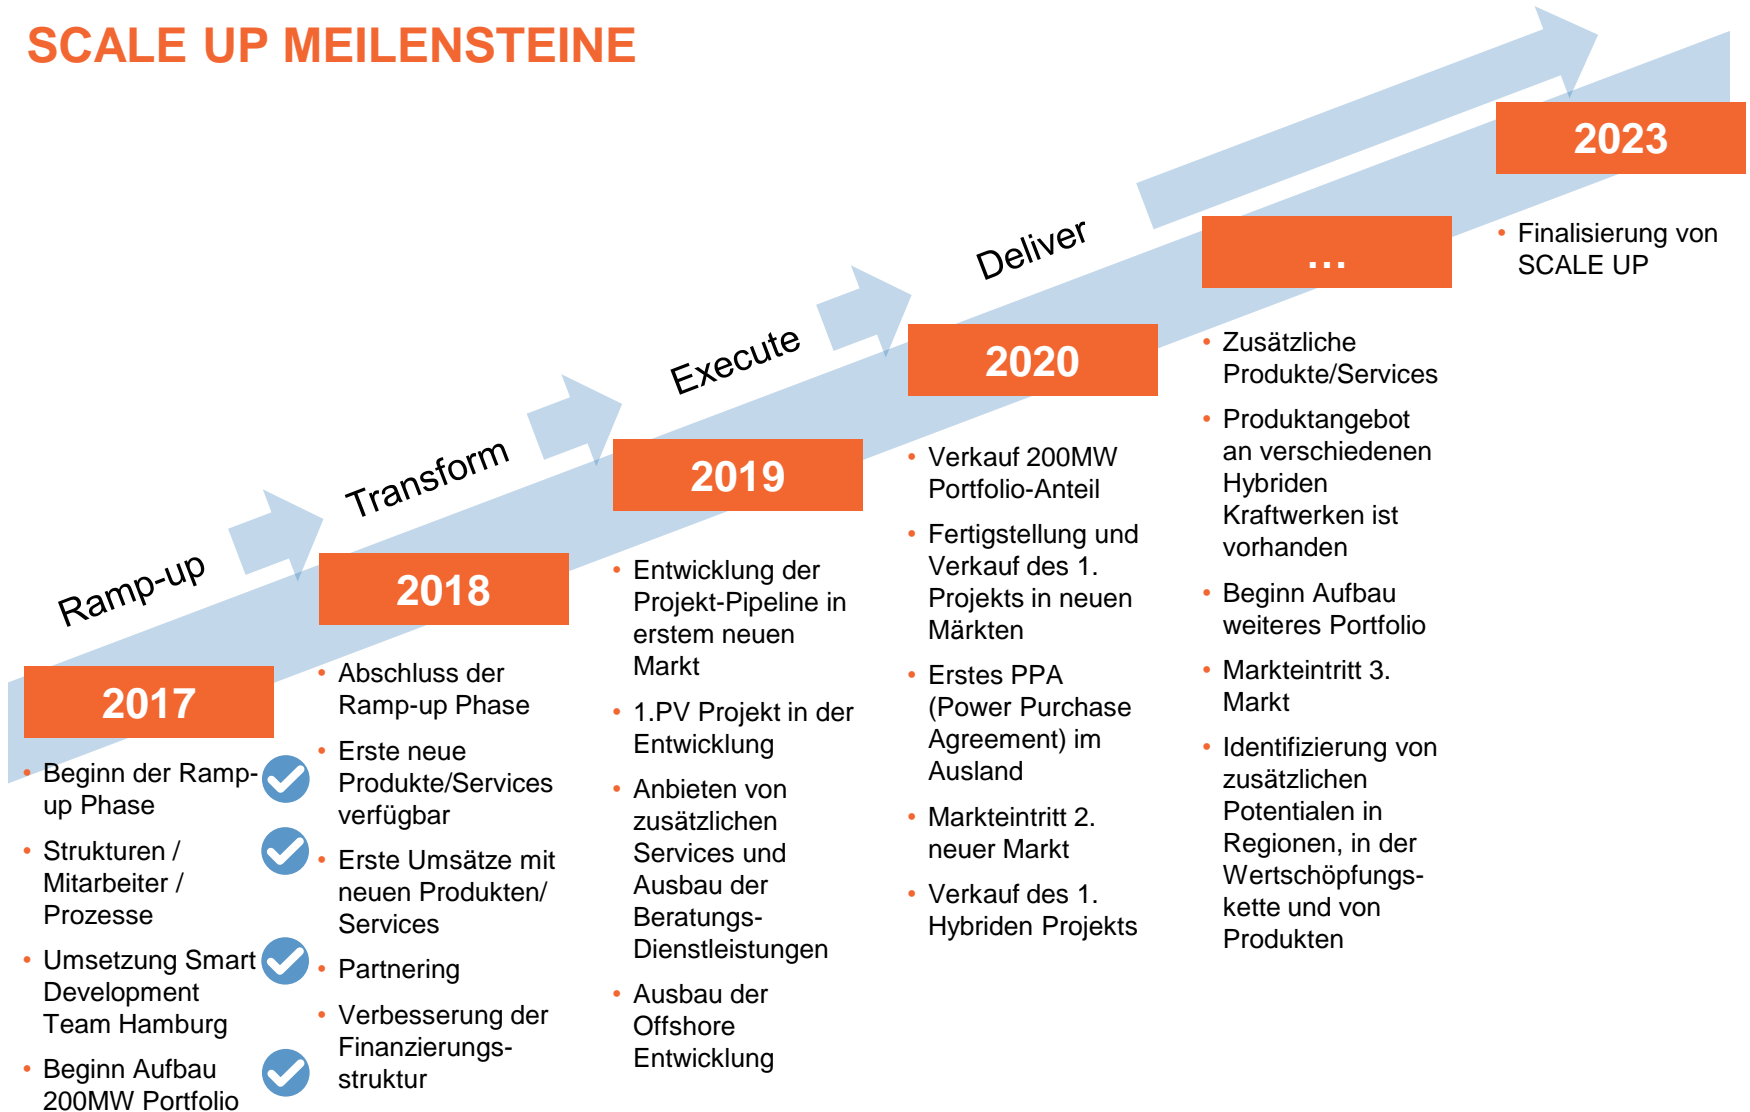 SCALE UP MEILENSTEINE
Ramp-up
Transform
Execute
Deliver
2017
• Beginn der Ramp-
up Phase
• Strukturen /
Mitarbeiter /
Prozesse
• Umsetzung Smart
Development
Team Hamburg
• Beginn Aufbau
200MW Portfolio
2018
• Abschluss der
Ramp-up Phase
• Erste neue
Produkte/Services
verfügbar
• Erste Umsätze mit
neuen Produkten/
Services
• Partnering
• Verbesserung der
Finanzierungs-
struktur
2019
• Entwicklung der
Projekt-Pipeline in
erstem neuen
Markt
• 1.PV Projekt in der
Entwicklung
• Anbieten von
zusätzlichen
Services und
Ausbau der
Beratungs-
Dienstleistungen
• Ausbau der
Offshore
Entwicklung
2020
• Verkauf 200MW
Portfolio-Anteil
• Fertigstellung und
Verkauf des 1.
Projekts in neuen
Märkten
• Erstes PPA
(Power Purchase
Agreement) im
Ausland
• Markteintritt 2.
neuer Markt
• Verkauf des 1.
Hybriden Projekts
…
• Zusätzliche
Produkte/Services
• Produktangebot
an verschiedenen
Hybriden
Kraftwerken ist
vorhanden
• Beginn Aufbau
weiteres Portfolio
• Markteintritt 3.
Markt
• Identifizierung von
zusätzlichen
Potentialen in
Regionen, in der
Wertschöpfungs-
kette und von
Produkten
2023
• Finalisierung von
SCALE UP